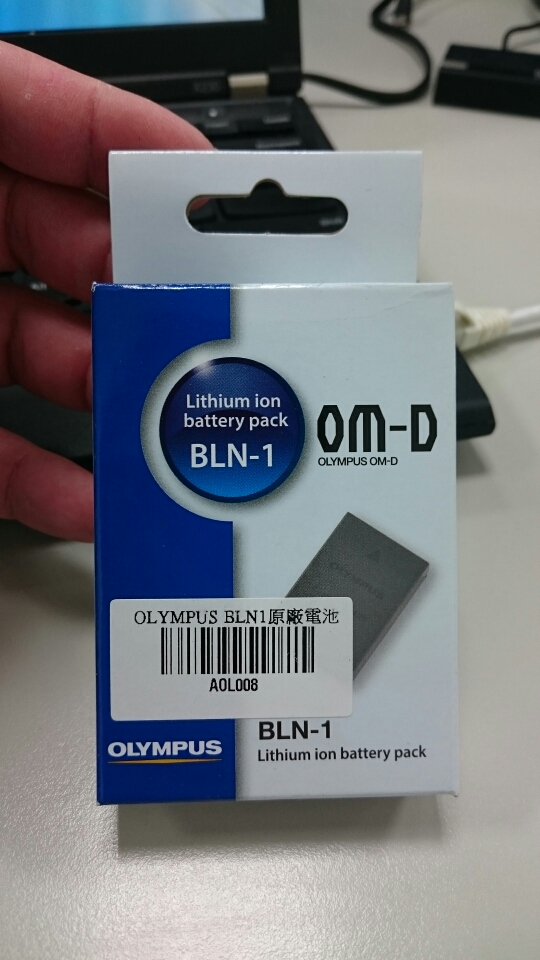 Lithium ion
battery pack
BLN-1
OM-D
OLYMPUS OM-D
OLYMPUS
OLYMPUS BLN1原廠電池
A0L008
BLN-1
Lithium ion battery pack
OLYMPUS